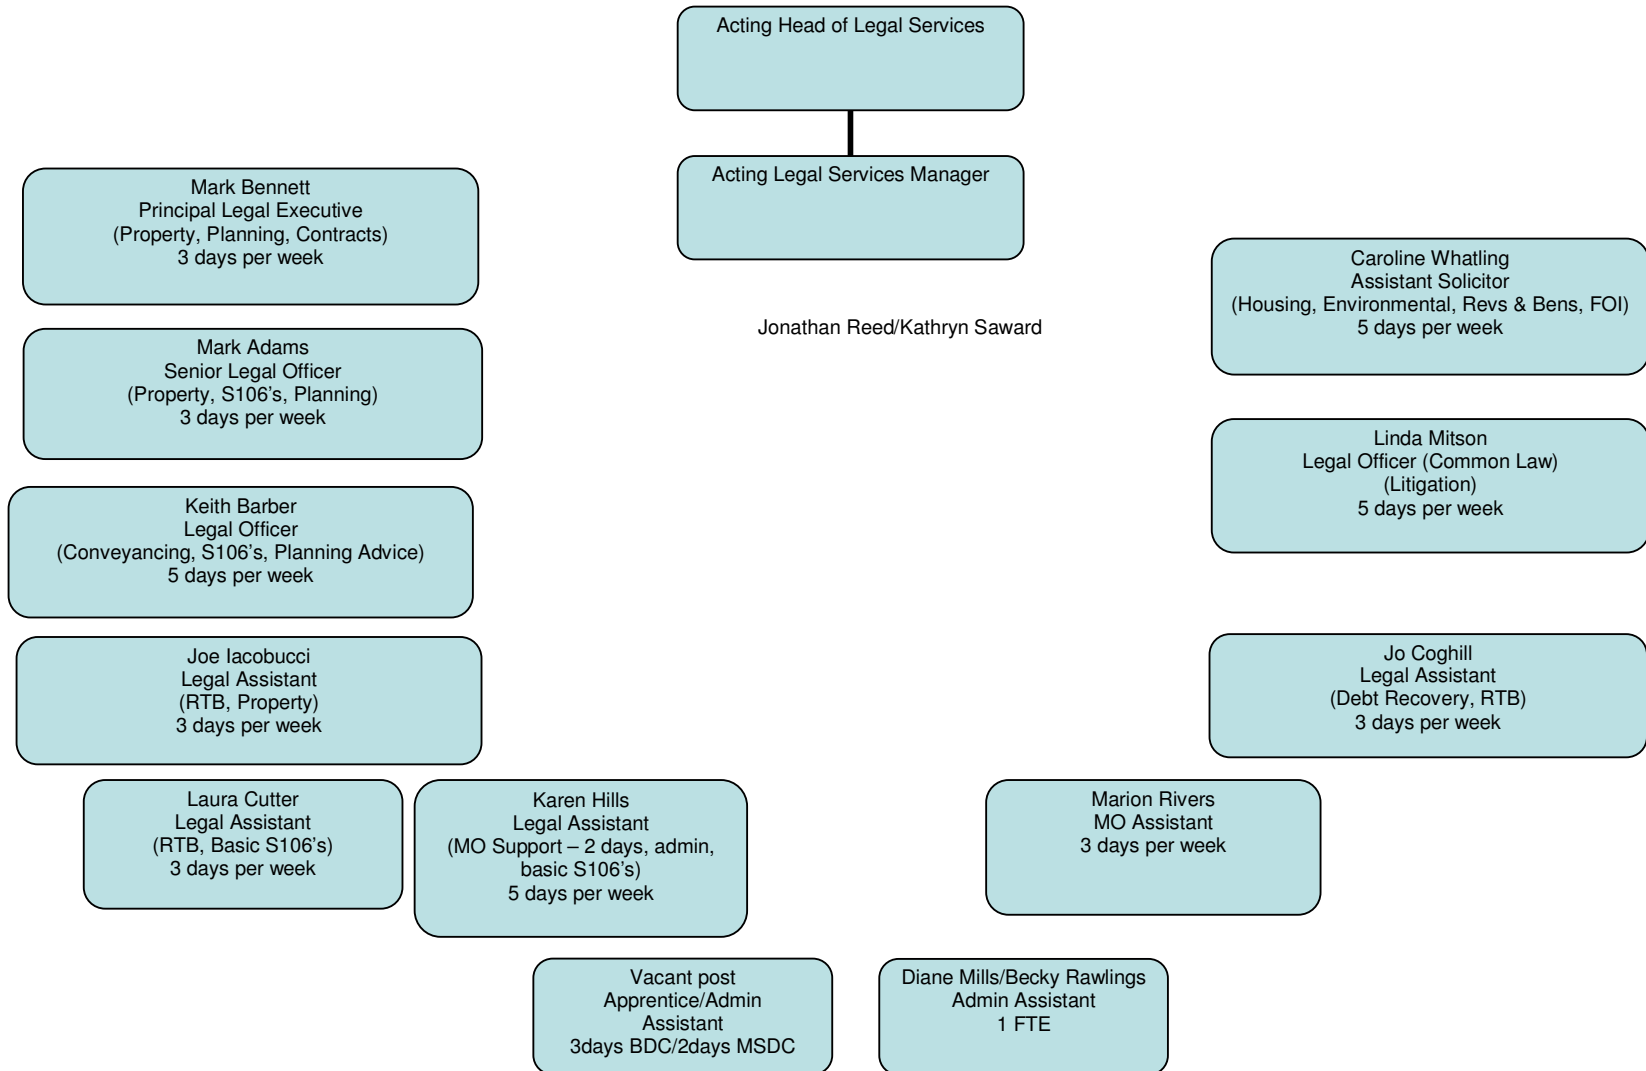 Acting Head of Legal Services
Acting Legal Services Manager
Mark Bennett
Principal Legal Executive
(Property, Planning, Contracts)
3 days per week
Caroline Whatling
Assistant Solicitor
(Housing, Environmental, Revs & Bens, FOI)
5 days per week
Jonathan Reed/Kathryn Saward
Mark Adams
Senior Legal Officer
(Property, S106's, Planning)
3 days per week
Linda Mitson
Legal Officer (Common Law)
(Litigation)
5 days per week
Keith Barber
Legal Officer
(Conveyancing, S106's, Planning Advice)
5 days per week
Joe Iacobucci
Legal Assistant
(RTB, Property)
3 days per week
Jo Coghill
Legal Assistant
(Debt Recovery, RTB)
3 days per week
Laura Cutter
Legal Assistant
(RTB, Basic S106's)
3 days per week
Karen Hills
Legal Assistant
(MO Support – 2 days, admin,
basic S106's)
5 days per week
Marion Rivers
MO Assistant
3 days per week
Vacant post
Apprentice/Admin
Assistant
3days BDC/2days MSDC
Diane Mills/Becky Rawlings
Admin Assistant
1 FTE